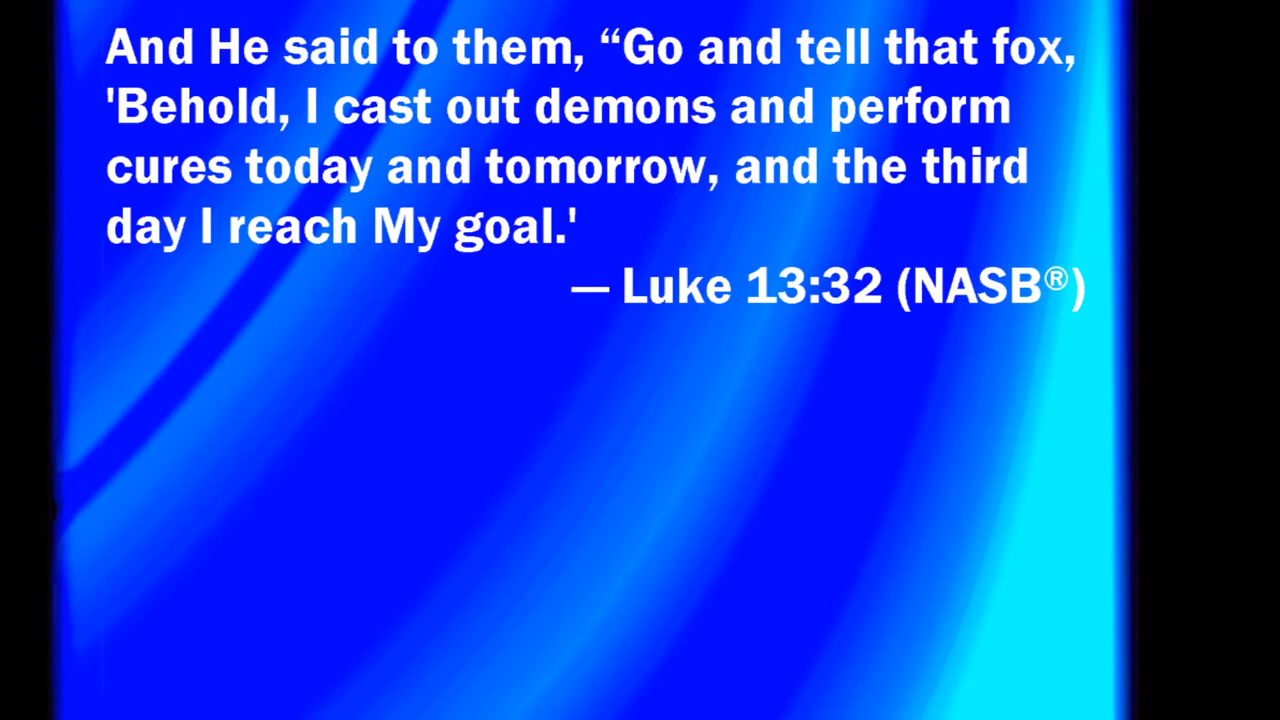 And He said to them, “Go and tell that fox,
'Behold, I cast out demons and perform
cures today and tomorrow, and the third
day I reach My goal.'
— Luke 13:32 (NASB®)